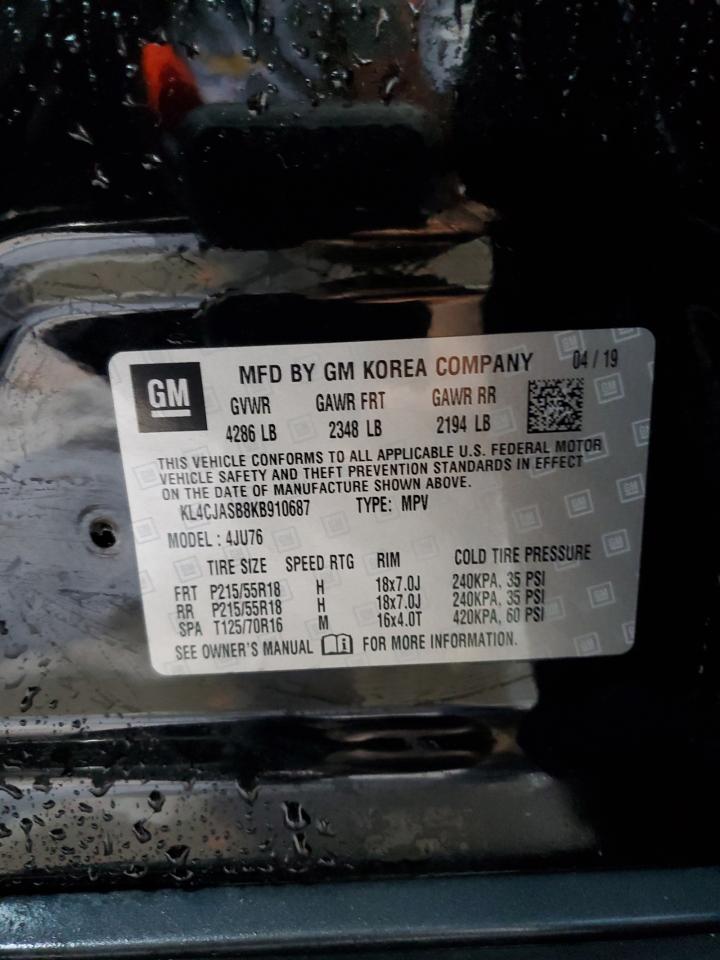 GM
MFD BY GM KOREA COMPANY 04 / 19
GVWR GAWR FRT GAWR RR
4286 LB 2348 LB 2194 LB
THIS VEHICLE CONFORMS TO ALL APPLICABLE U.S. FEDERAL MOTOR
VEHICLE SAFETY AND THEFT PREVENTION STANDARDS IN EFFECT
ON THE DATE OF MANUFACTURE SHOWN ABOVE.
KL4CJASB8KB910687 TYPE: MPV
MODEL : 4JU76
TIRE SIZE SPEED RTG RIM COLD TIRE PRESSURE
FRT P215/55R18 H 18x7.0J 240KPA, 35 PSI
RR P215/55R18 H 18x7.0J 240KPA, 35 PSI
SPA T125/70R16 M 16x4.0T 420KPA, 60 PSI
SEE OWNER'S MANUAL FOR MORE INFORMATION.